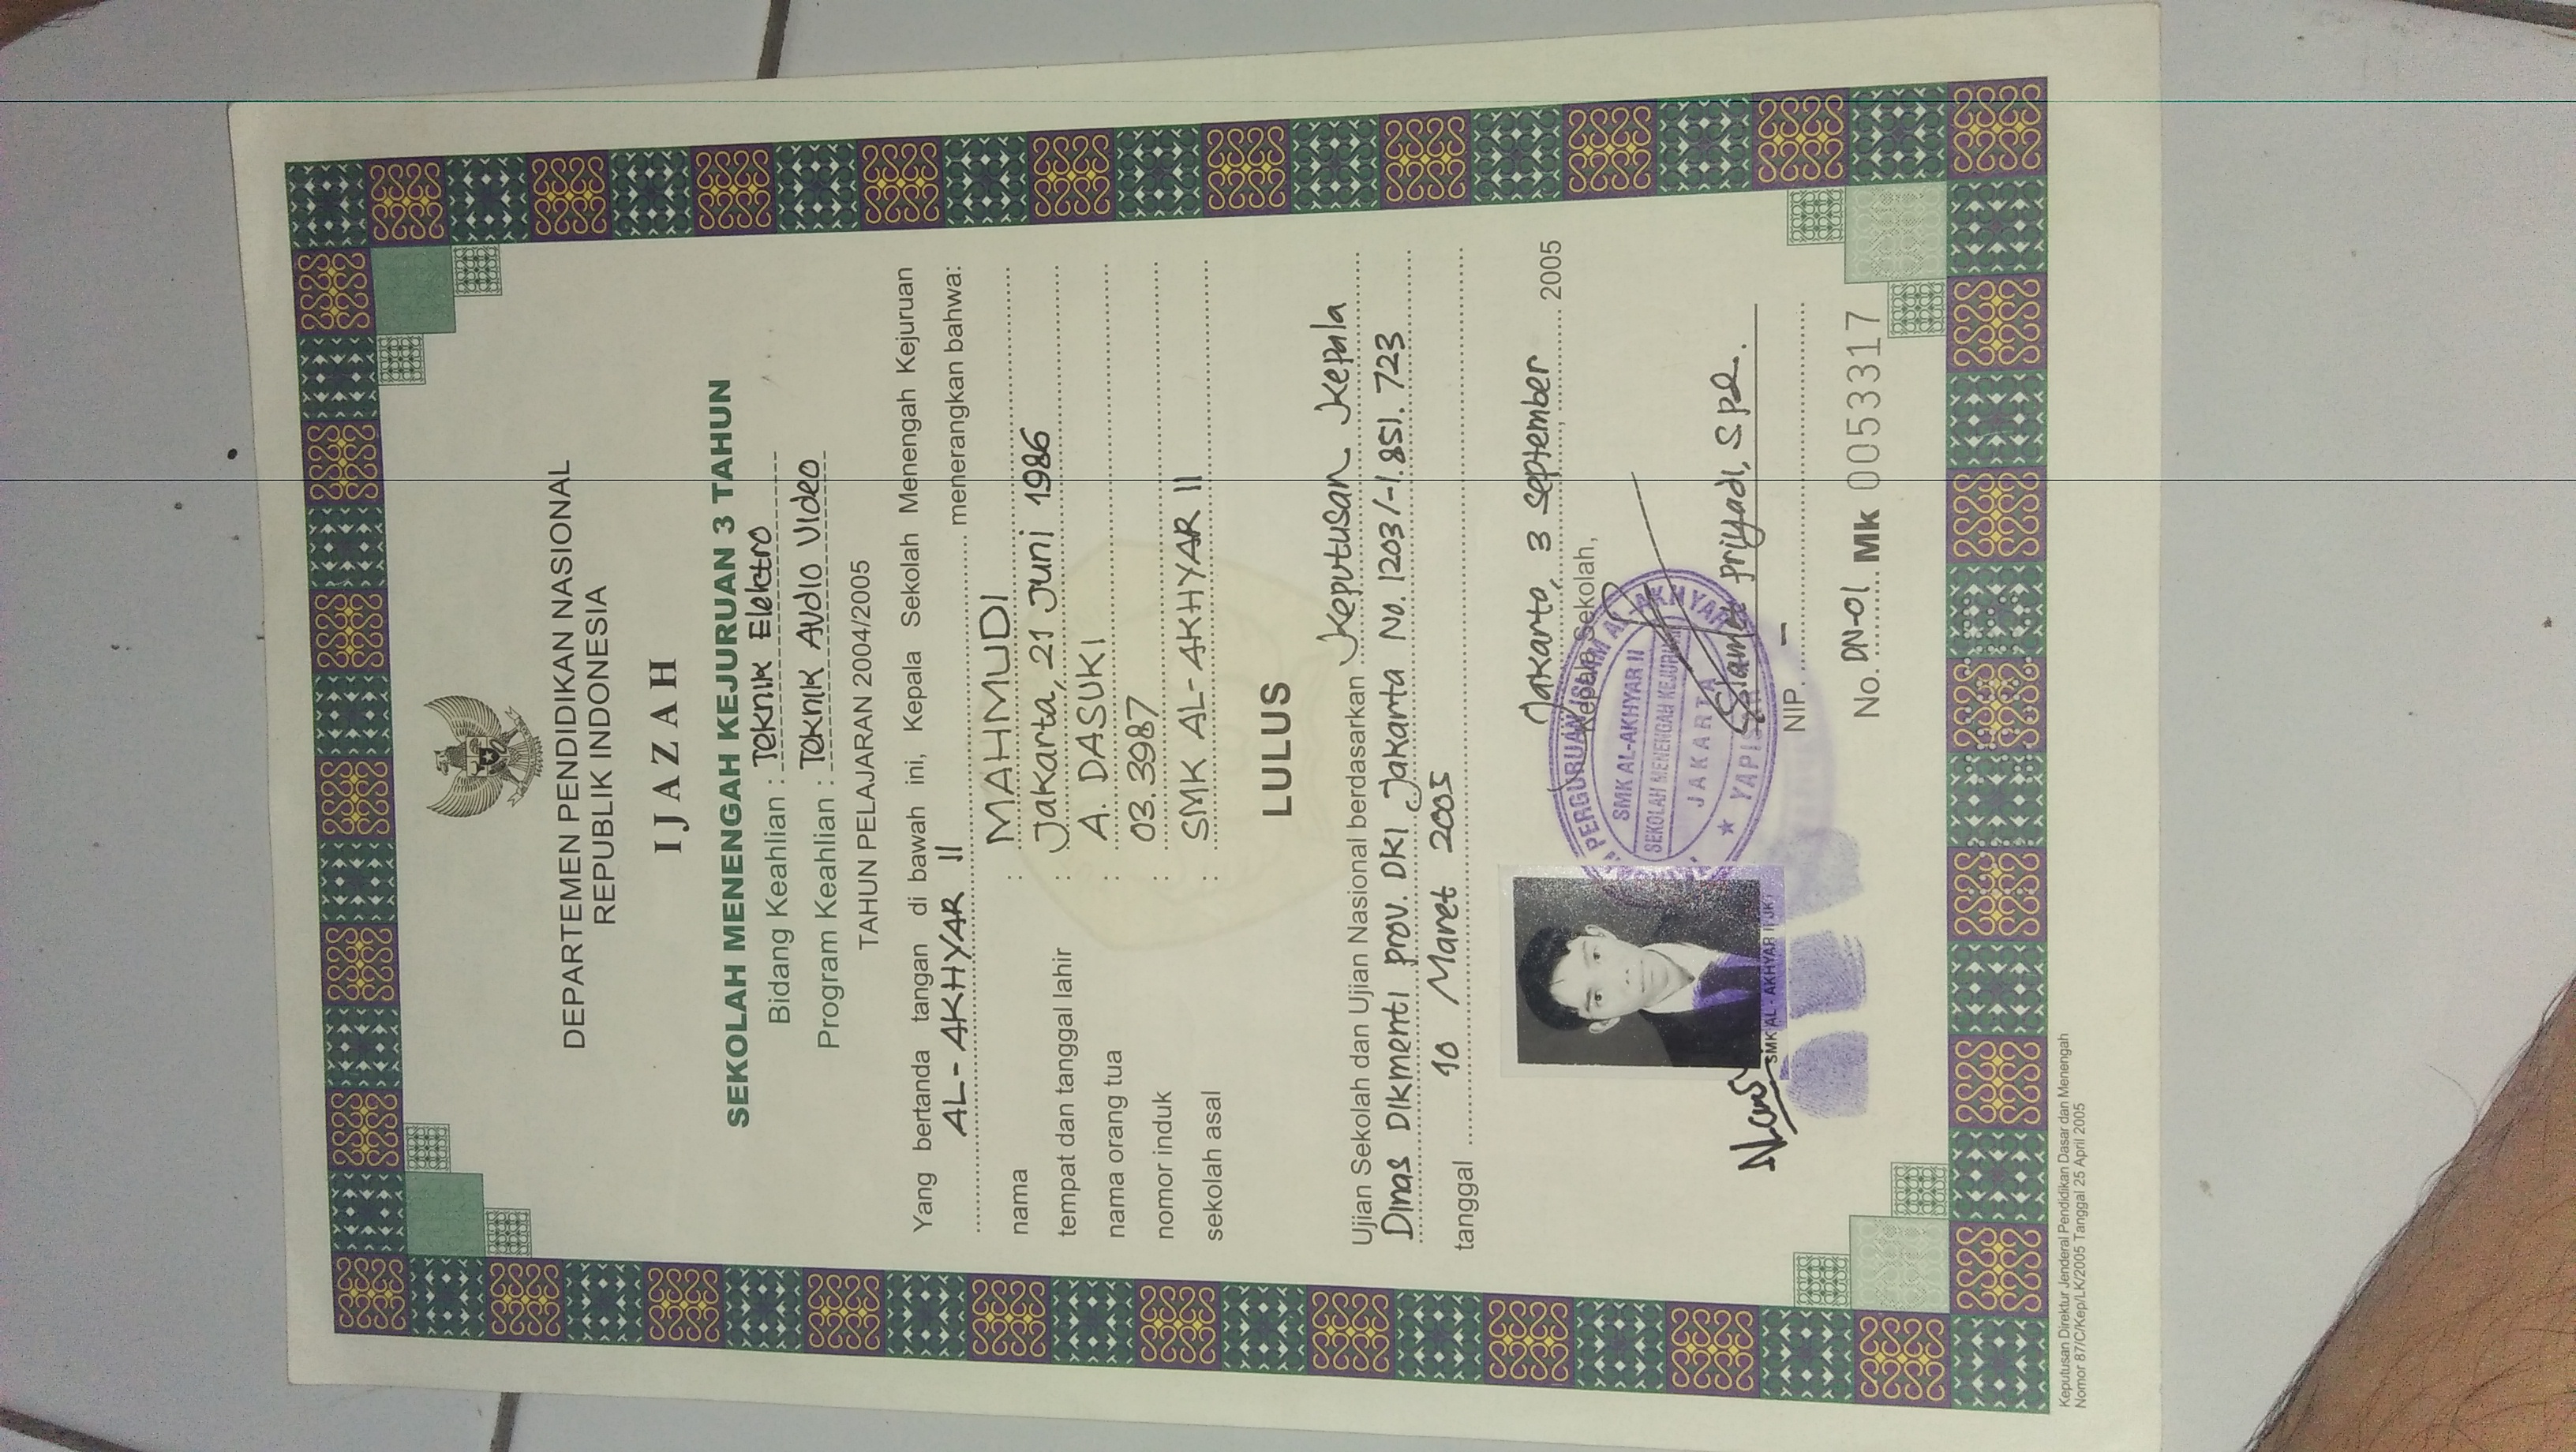 DEPARTEMEN PENDIDIKAN NASIONAL
REPUBLIK INDONESIA
IJAZAH
SEKOLAH MENENGAH KEJURUAN 3 TAHUN
Bidang Keahlian : Teknik Elektro
Program Keahlian : Teknik Audio Video
TAHUN PELAJARAN 2004/2005
Yang bertanda tangan di bawah ini, Kepala Sekolah Menengah Kejuruan
AL-AKHYAR II menerangkan bahwa:
nama : MAHMUDI
tempat dan tanggal lahir : Jakarta, 21 Juni 1986
nama orang tua : A. DASUKI
nomor induk : 03.3987
sekolah asal : SMK AL-AKHYAR II
LULUS
Ujian Sekolah dan Ujian Nasional berdasarkan Keputusan Kepala
Dinas Dikmenti prov. DKI Jakarta No. 1203/-1.851.723
tanggal 10 Maret 2005
Jakarta, 3 September 2005
Kepala Sekolah,
PERGURUAN ISLAM AL-AKHYAR
SMK AL-AKHYAR II
SEKOLAH MENENGAH KEJURUAN
JAKARTA
Slamet priyadi, S.Pd.
NIP. -
SMK AL-AKHYAR II
No. DN-01 Mk 0053317
Keputusan Direktur Jenderal Pendidikan Dasar dan Menengah
Nomor 87/C/Kep/LK/2005 Tanggal 25 April 2005